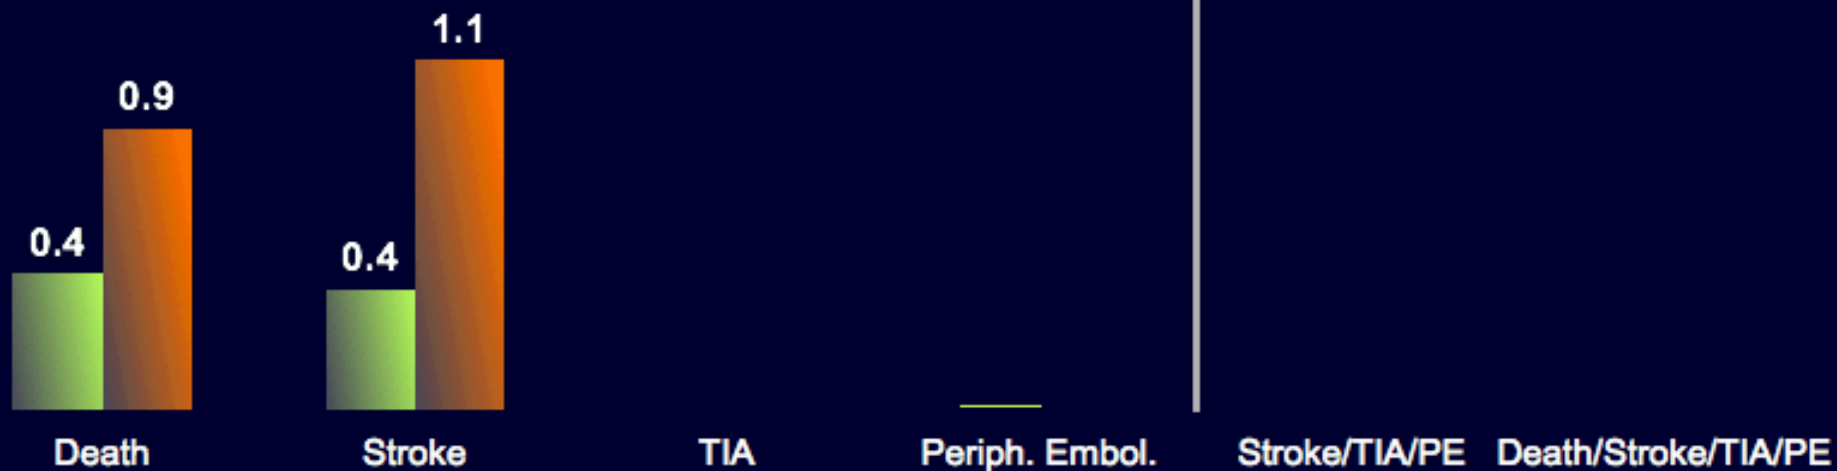 1.1
0.9
0.4
0.4
Death Stroke TIA Periph. Embol. Stroke/TIA/PE Death/Stroke/TIA/PE